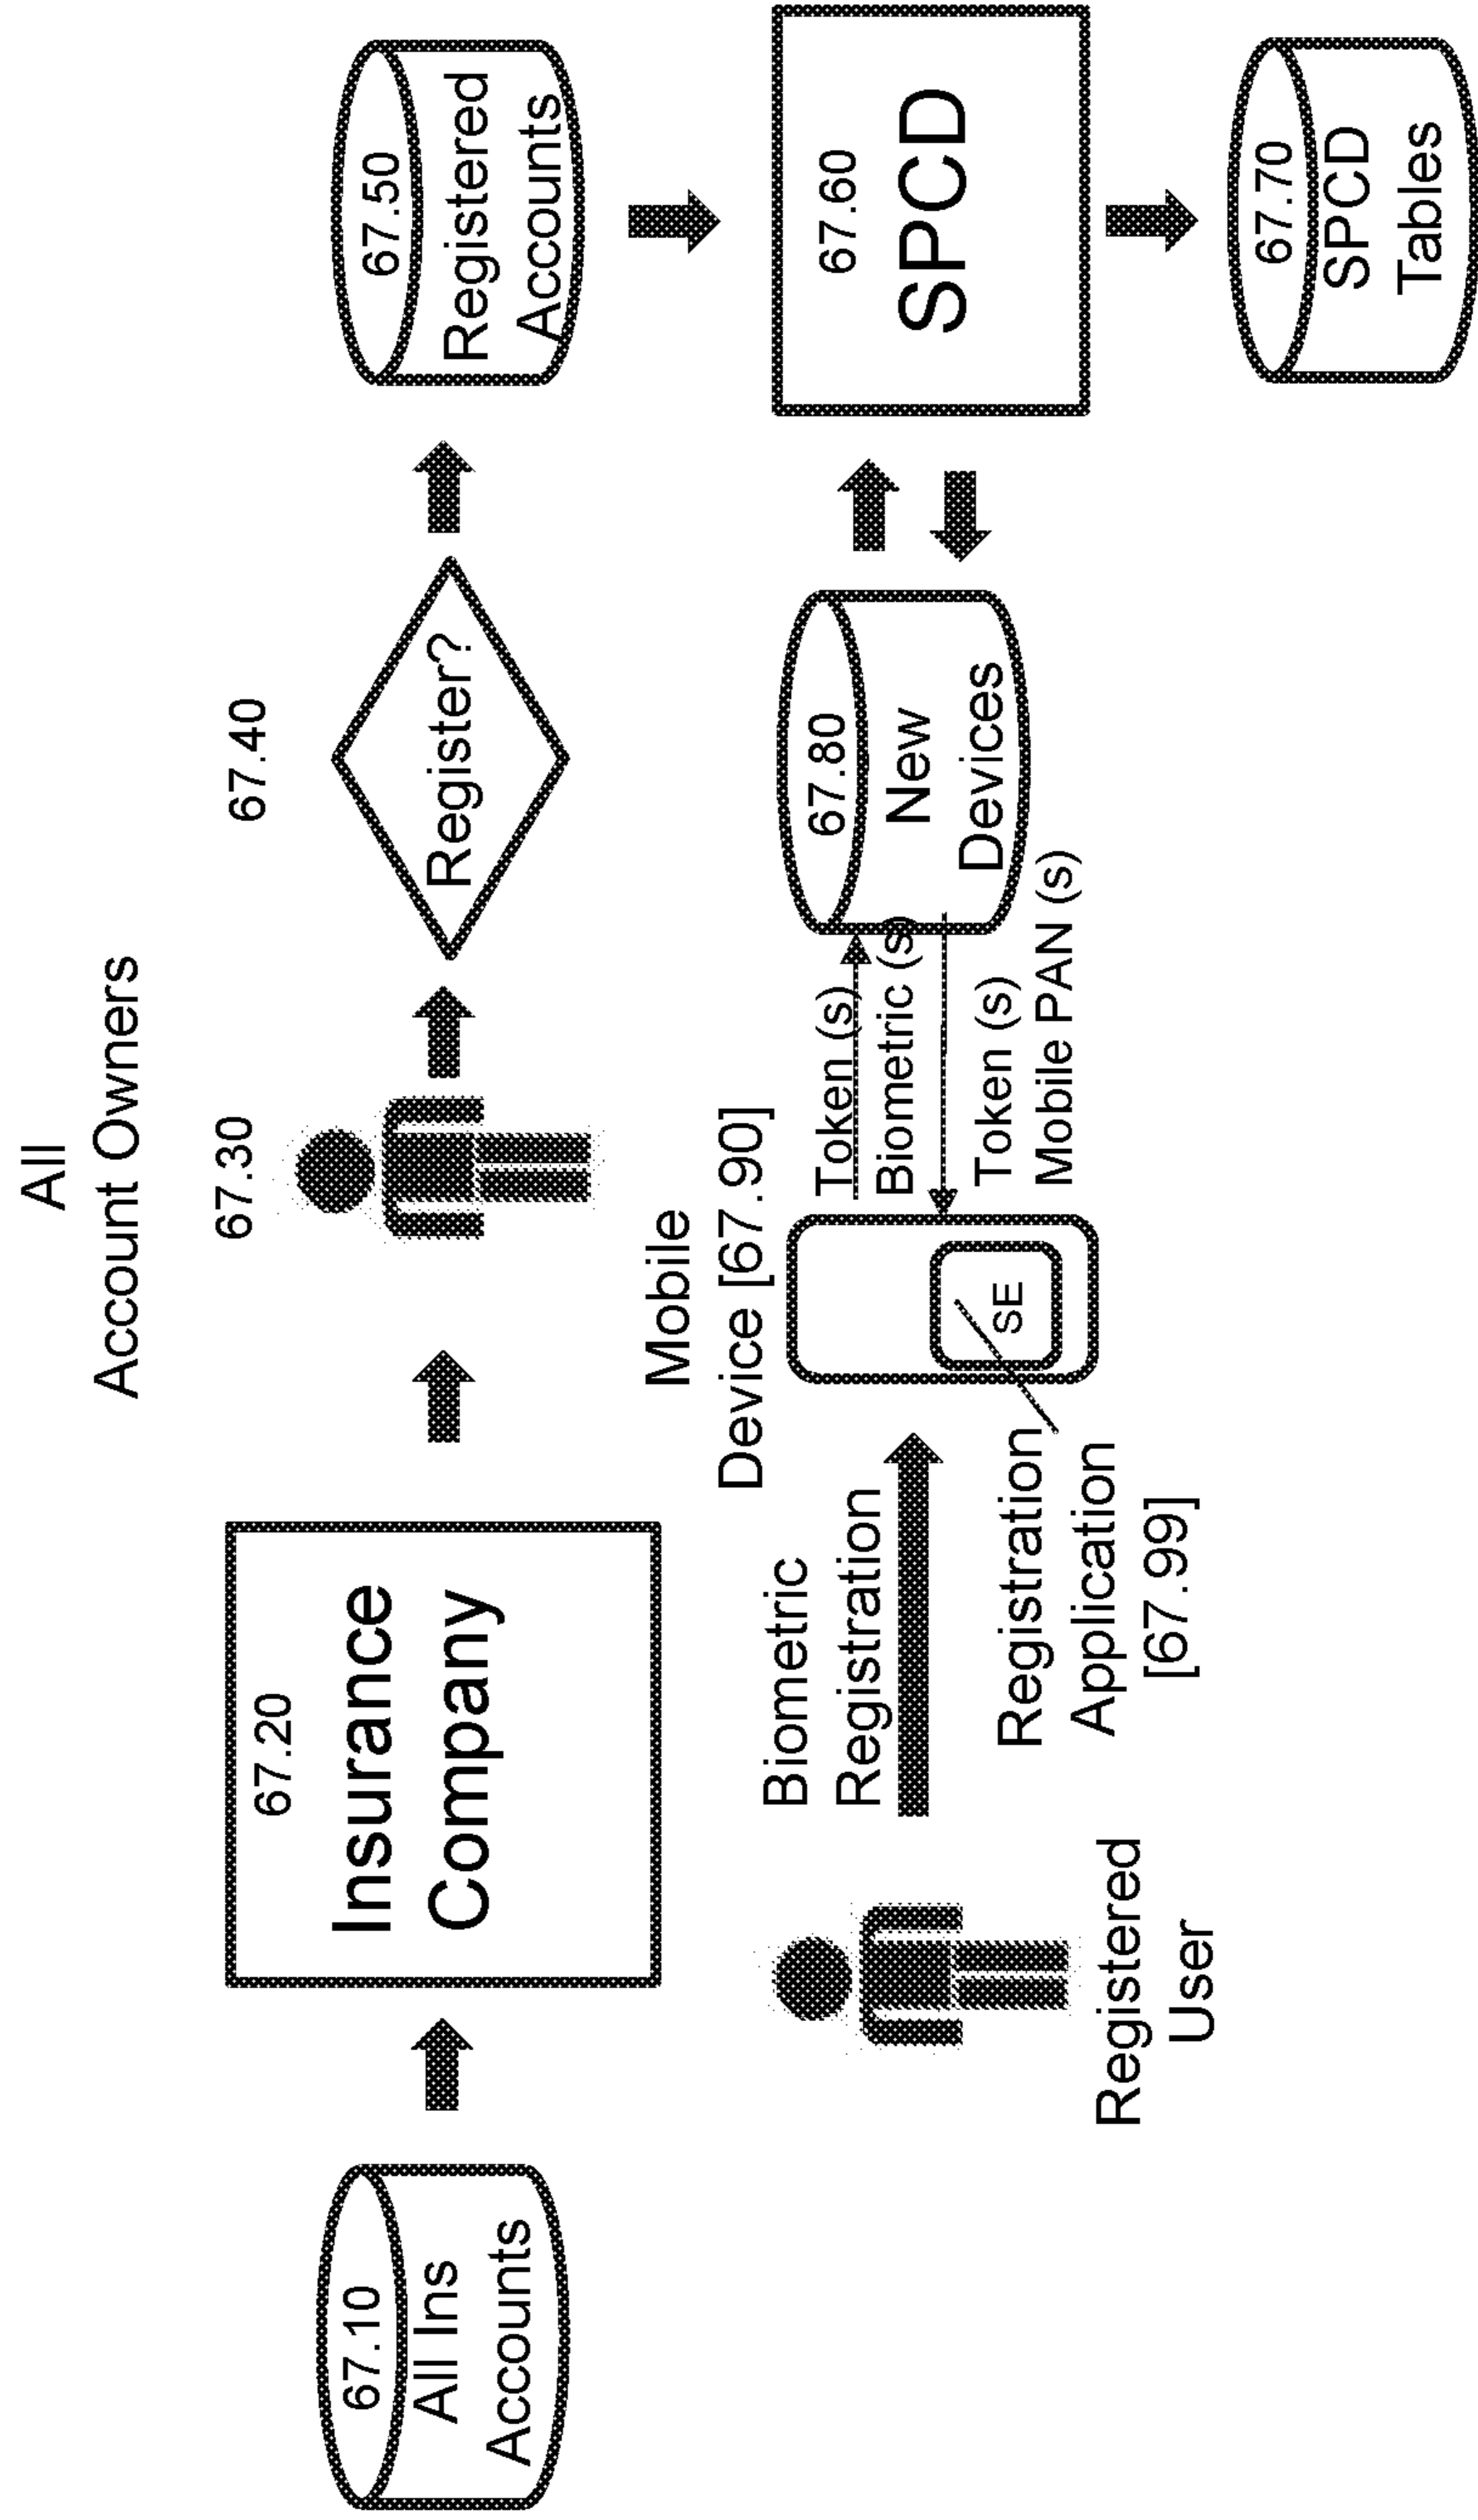 All
Account Owners
67.10
All Ins
Accounts
67.20
Insurance
Company
67.30
67.40
Register?
67.50
Registered
Accounts
Registered
User
Biometric
Registration
Mobile
Device [67.90]
SE
Registration
Application
[67.99]
Token (s)
Biometric (s)
Token (s)
Mobile PAN (s)
67.80
New
Devices
67.60
SPCD
67.70
SPCD
Tables